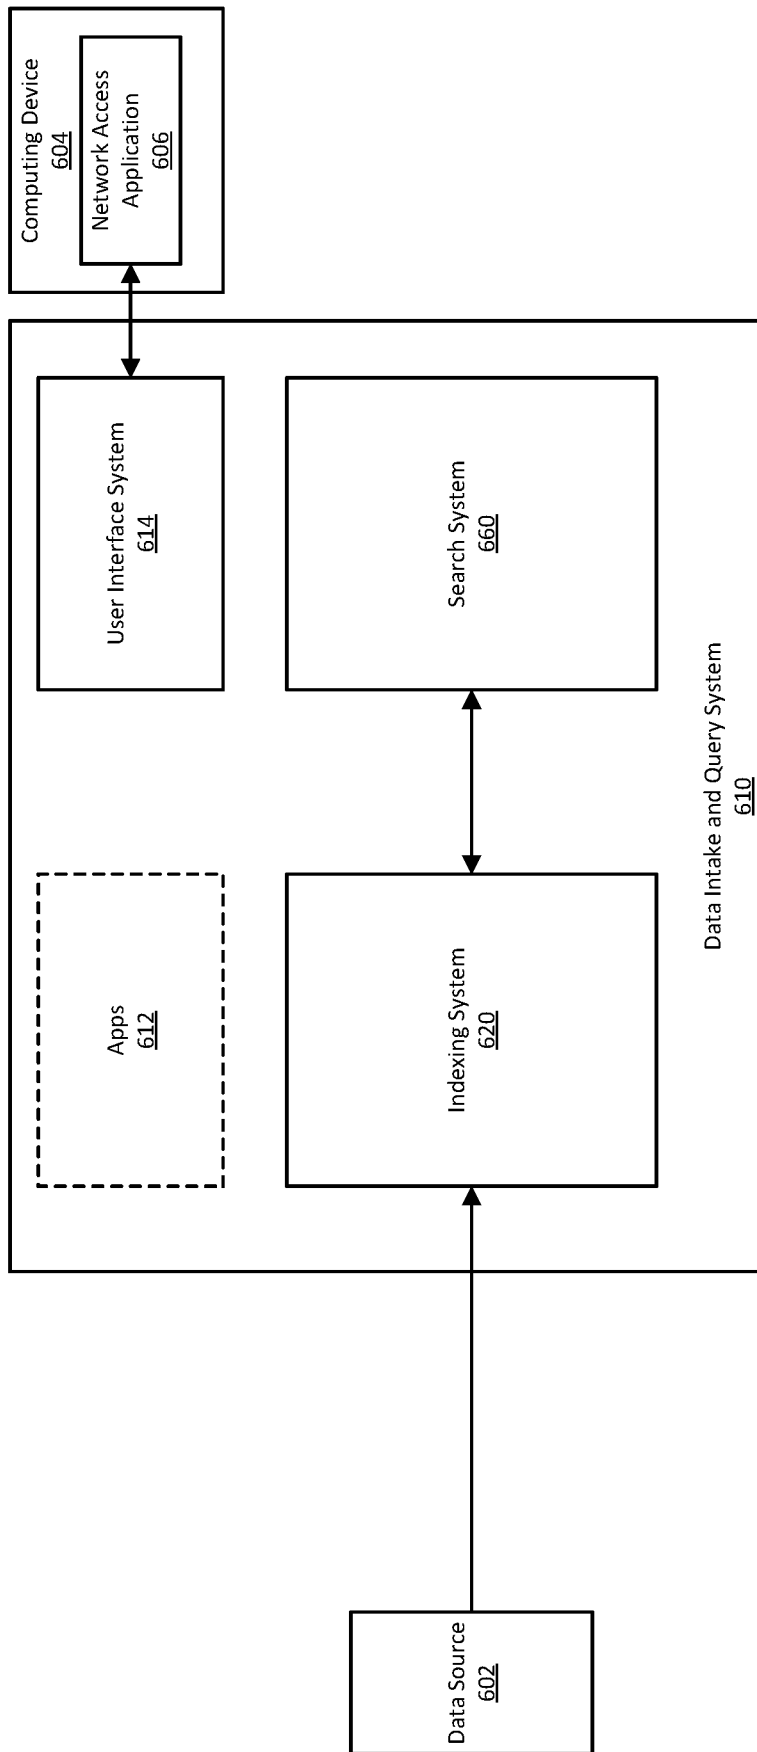 Computing Device
604
Network Access
Application
606
Apps
612
User Interface System
614
Data Source
602
Indexing System
620
Search System
660
Data Intake and Query System
610